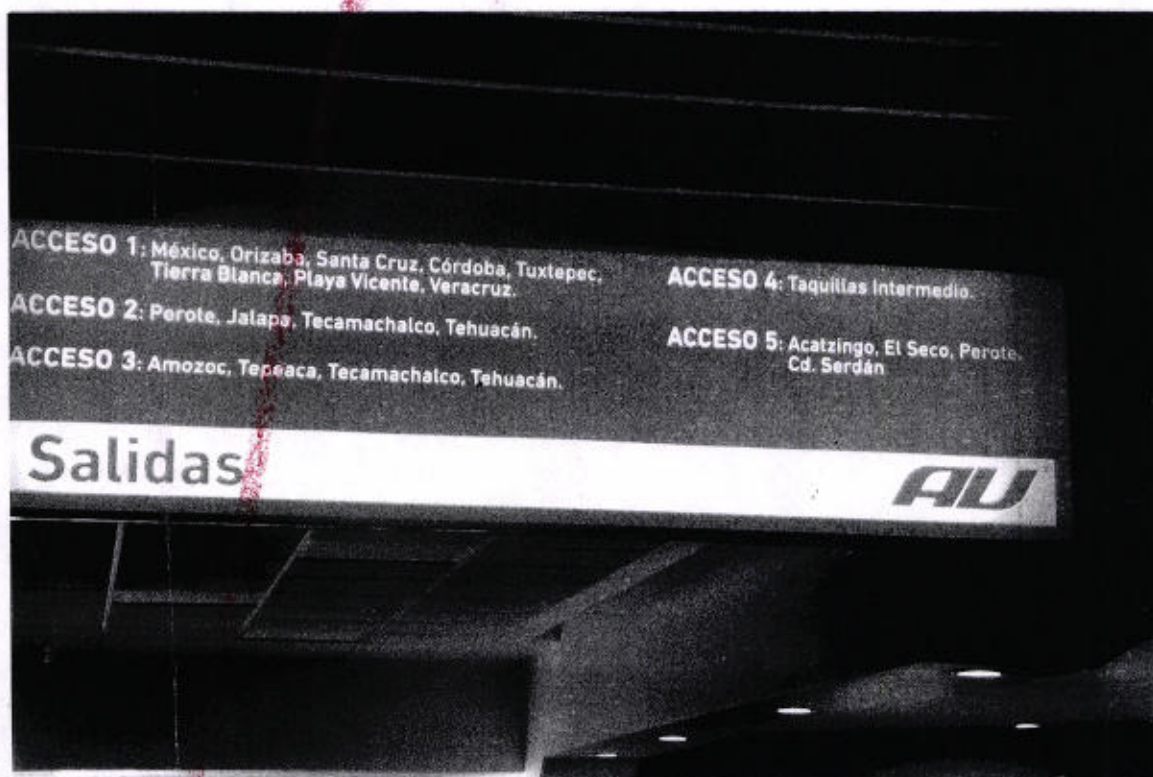 ACCESO 1: México, Orizaba, Santa Cruz, Córdoba, Tuxtepec,
Tierra Blanca, Playa Vicente, Veracruz.
ACCESO 2: Perote, Jalapa, Tecamachalco, Tehuacán.
ACCESO 3: Amozoc, Tepeaca, Tecamachalco, Tehuacán.
ACCESO 4: Taquillas Intermedio.
ACCESO 5: Acatzingo, El Seco, Perote,
Cd. Serdán
Salidas
AU